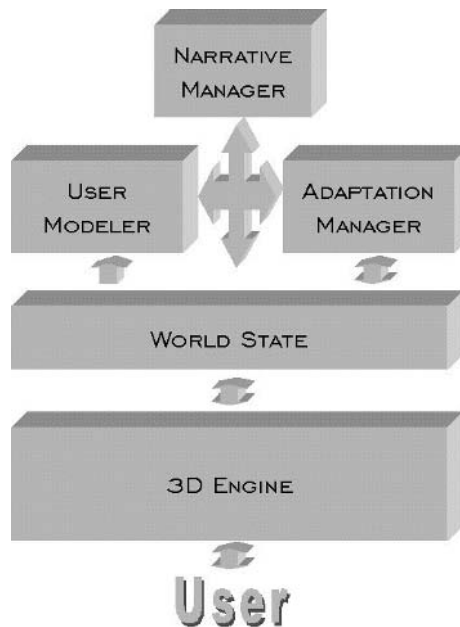 NARRATIVE
MANAGER
USER
MODELER
ADAPTATION
MANAGER
WORLD STATE
3D ENGINE
User